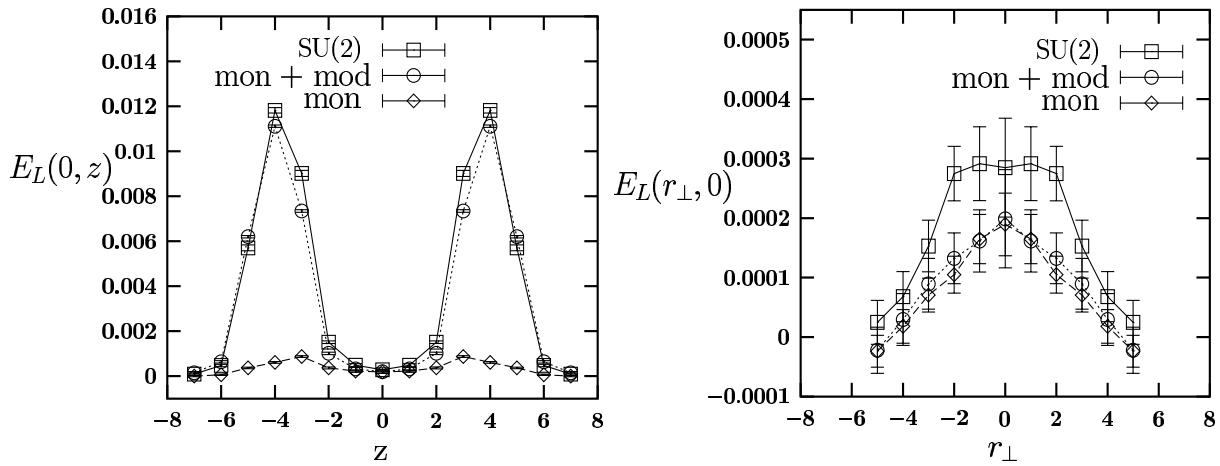 0.016
0.014
0.012
0.01
0.008
0.006
0.004
0.002
0
E_L(0, z)
SU(2)
mon + mod
mon
−8 −6 −4 −2 0 2 4 6 8
z
0.0005
0.0004
0.0003
0.0002
0.0001
0
-0.0001
E_L(r_⊥, 0)
SU(2)
mon + mod
mon
−8 −6 −4 −2 0 2 4 6 8
r_⊥